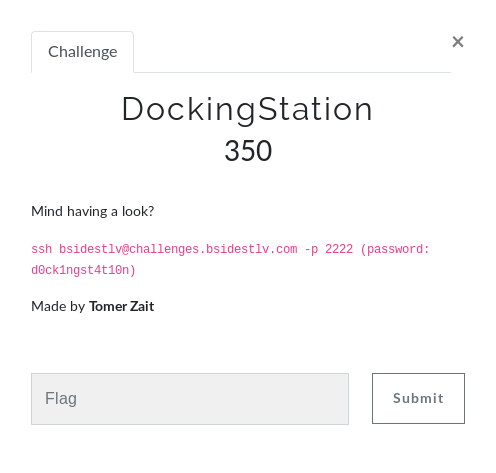 Challenge
×
DockingStation
350
Mind having a look?
ssh bsidestlv@challenges.bsidestlv.com -p 2222 (password:
d0ck1ngst4t10n)
Made by Tomer Zait
Flag
Submit